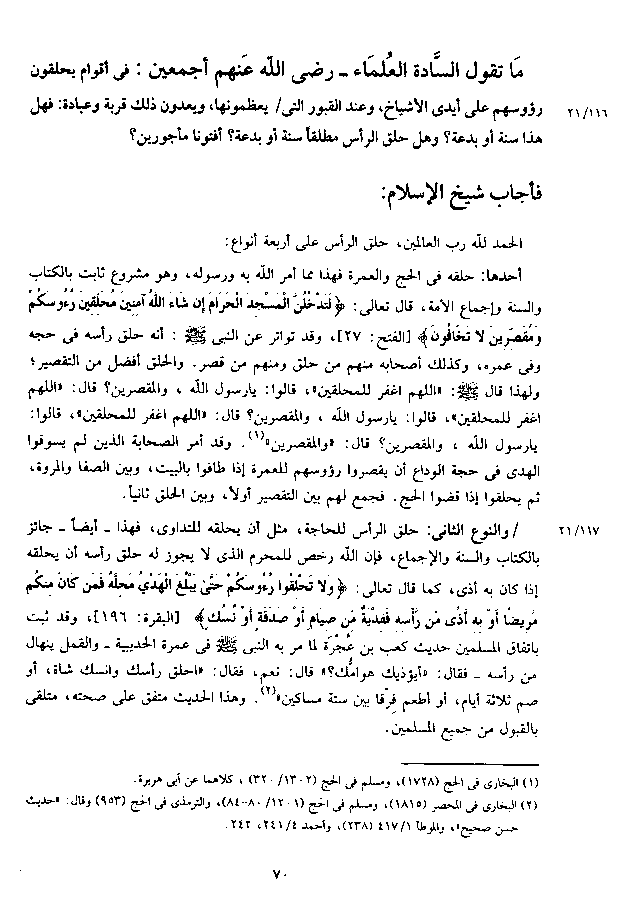 مَا تقول السَّادة العُلمَاء ـ رضى الله عَنهم أجمعين : فى أقوام يحلقون
٢١/١١٦ رؤوسهم على أيدى الأشياخ، وعند القبور التى/ يعظمونها، ويعدون ذلك قربة وعبادة: فهل
هذا سنة أو بدعة؟ وهل حلق الرأس مطلقاً سنة أو بدعة؟ أفتونا مأجورين؟
فأجاب شيخ الإسلام:
الحمد لله رب العالمين، حلق الرأس على أربعة أنواع:
أحدها: حلقه فى الحج والعمرة فهذا مما أمر الله به ورسوله، وهو مشروع ثابت بالكتاب
والسنة وإجماع الأمة، قال تعالى: ﴿ لَتَدْخُلُنَّ الْمَسْجِدَ الْحَرَامَ إِن شَاءَ اللَّهُ آمِنِينَ مُحَلِّقِينَ رُءُوسَكُمْ
وَمُقَصِّرِينَ لا تَخَافُونَ﴾ [الفتح: ٢٧]، وقد تواتر عن النبى ﷺ : أنه حلق رأسه فى حجه
وفى عمره، وكذلك أصحابه منهم من حلق ومنهم من قصر. والحلق أفضل من التقصير؛
ولهذا قال ﷺ: «اللهم اغفر للمحلقين»، قالوا: يارسول الله ، والمقصرين؟ قال: «اللهم
اغفر للمحلقين»، قالوا: يارسول الله ، والمقصرين؟ قال: «اللهم اغفر للمحلقين»، قالوا:
يارسول الله ، والمقصرين؟ قال: «والمقصرين»(١). وقد أمر الصحابة الذين لم يسوقوا
الهدى فى حجة الوداع أن يقصروا رؤوسهم للعمرة إذا طافوا بالبيت، وبين الصفا والمروة،
ثم يحلقوا إذا قضوا الحج. فجمع لهم بين التقصير أولاً، وبين الحلق ثانياً.
٢١/١١٧ / والنوع الثانى: حلق الرأس للحاجة، مثل أن يحلقه للتداوى، فهذا ـ أيضاً ـ جائز
بالكتاب والسنة والإجماع، فإن الله رخص للمحرم الذى لا يجوز له حلق رأسه أن يحلقه
إذا كان به أذى، كما قال تعالى: ﴿ وَلا تَحْلِقُوا رُءُوسَكُمْ حَتَّىٰ يَبْلُغَ الْهَدْيُ مَحِلَّهُ فَمَن كَانَ مِنكُم
مَّرِيضًا أَوْ بِهِ أَذًى مِّن رَّأْسِهِ فَفِدْيَةٌ مِّن صِيَامٍ أَوْ صَدَقَةٍ أَوْ نُسُكٍ﴾ [البقرة: ١٩٦]، وقد ثبت
باتفاق المسلمين حديث كعب بن عُجْرَة لما مر به النبى ﷺ فى عمرة الحديبية ـ والقمل ينهال
من رأسه ـ فقال: «أيؤذيك هوامُّك؟» قال: نعم، فقال: «احلق رأسك وانسك شاة، أو
صم ثلاثة أيام، أو أطعم فِرقًا بين ستة مساكين»(٢). وهذا الحديث متفق على صحته، متلقى
بالقبول من جميع المسلمين.
(١) البخارى فى الحج (١٧٢٨)، ومسلم فى الحج (١٣٠٢/ ٣٢٠) ، كلاهما عن أبى هريرة.
(٢) البخارى فى المحصر (١٨١٥)، ومسلم فى الحج (١٢٠١/ ٨٠-٨٤)، والترمذى فى الحج (٩٥٣) وقال: «حديث
حسن صحيح»، والموطأ ٤١٧/١ (٢٣٨)، وأحمد ٢٤١/٤، ٢٤٢.
٧٠